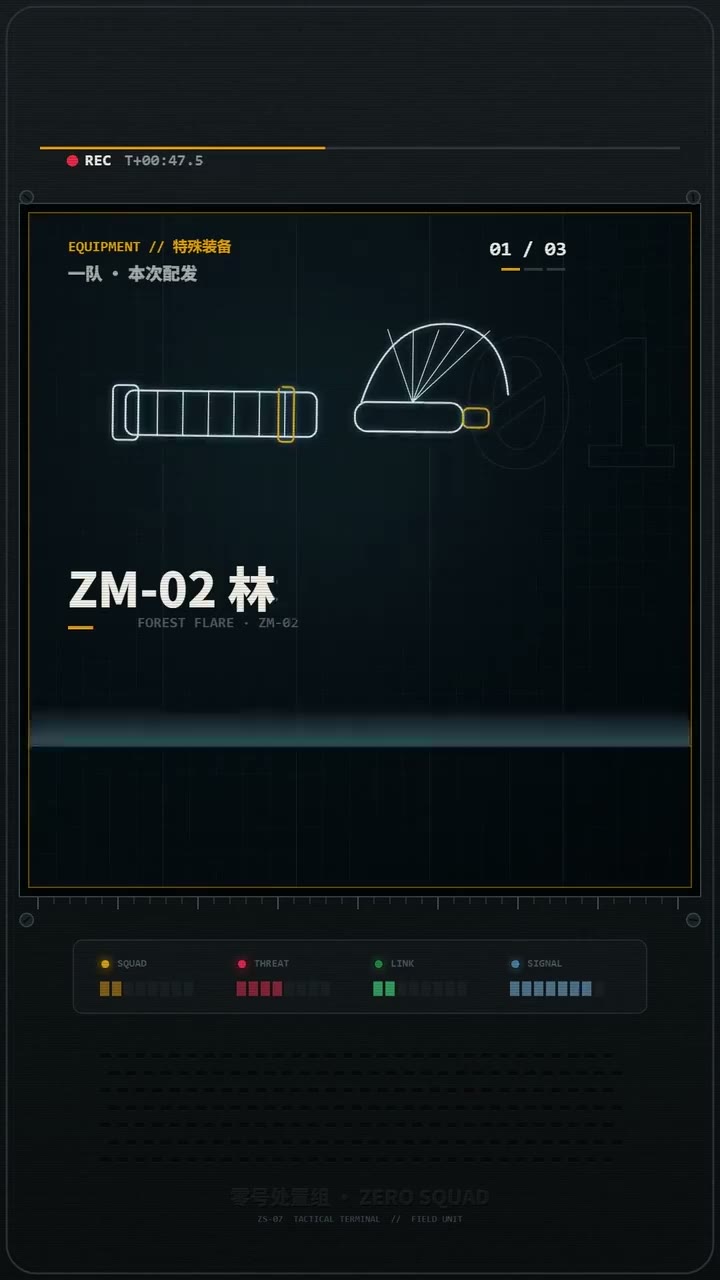 REC T+00:47.5
EQUIPMENT // 特殊装备
01 / 03
一队 · 本次配发
01
ZM-02 林
FOREST FLARE · ZM-02
SQUAD
THREAT
LINK
SIGNAL
零号处置组 · ZERO SQUAD
ZS-07 TACTICAL TERMINAL // FIELD UNIT